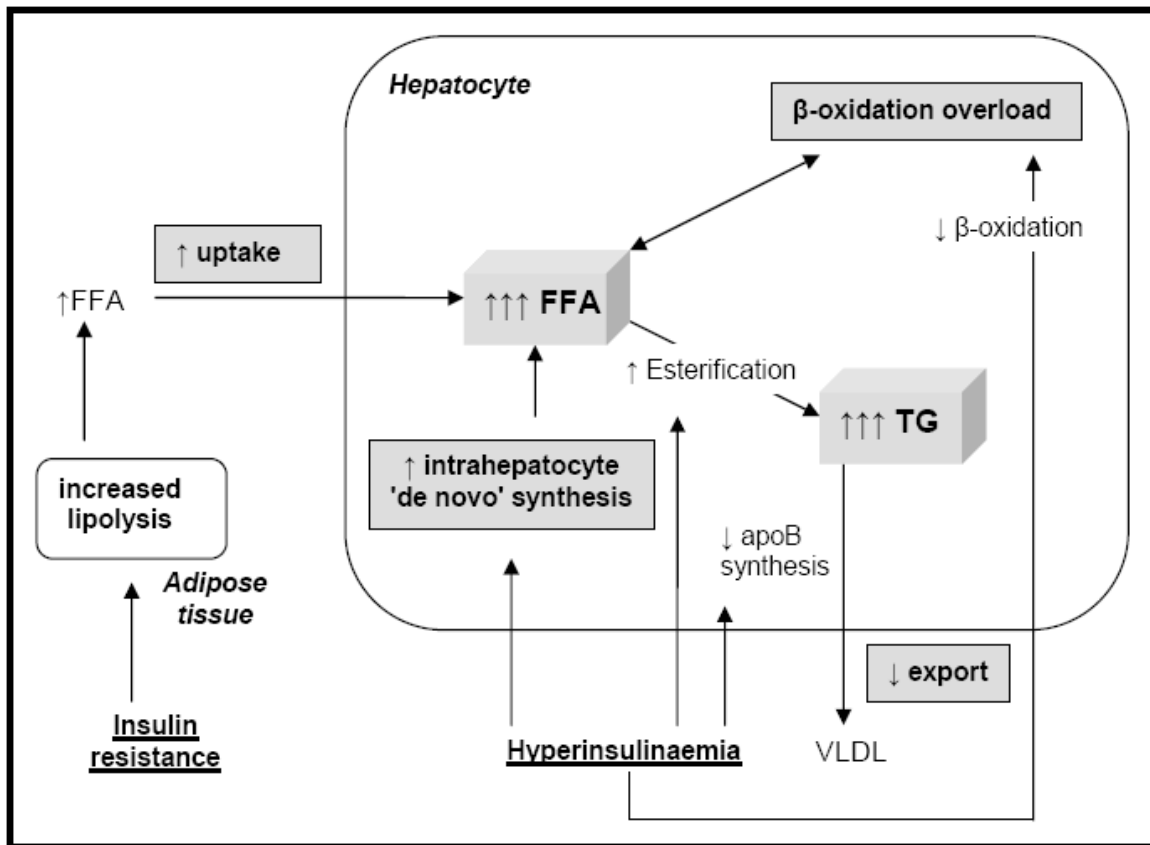 Hepatocyte
β-oxidation overload
↓ β-oxidation
↑ uptake
↑FFA
↑↑↑ FFA
↑ Esterification
↑↑↑ TG
↑ intrahepatocyte
'de novo' synthesis
increased
lipolysis
↓ apoB
synthesis
Adipose
tissue
↓ export
Insulin
resistance
Hyperinsulinaemia
VLDL